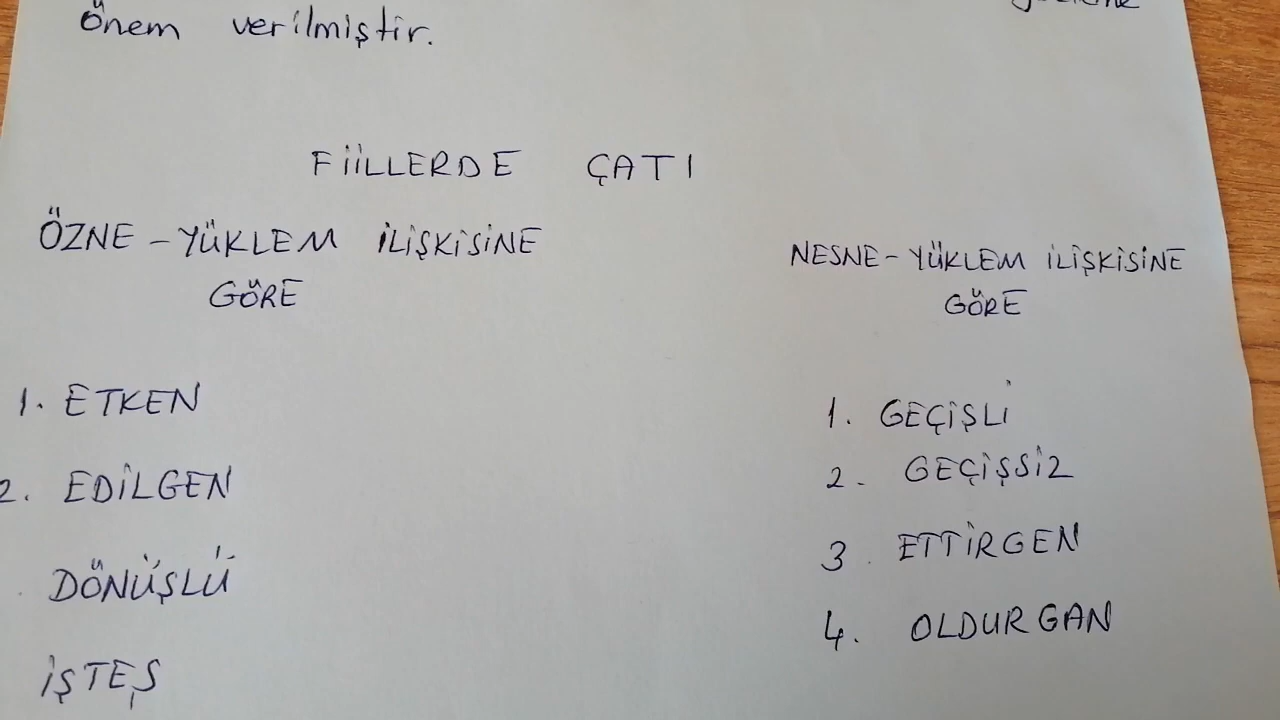 Önem verilmiştir.
FİİLLERDE ÇATI
ÖZNE-YÜKLEM İLİŞKİSİNE
GÖRE
1. ETKEN
2. EDİLGEN
DÖNÜŞLÜ
İŞTEŞ
NESNE-YÜKLEM İLİŞKİSİNE
GÖRE
1. GEÇİŞLİ
2. GEÇİŞSİZ
3. ETTİRGEN
4. OLDURGAN